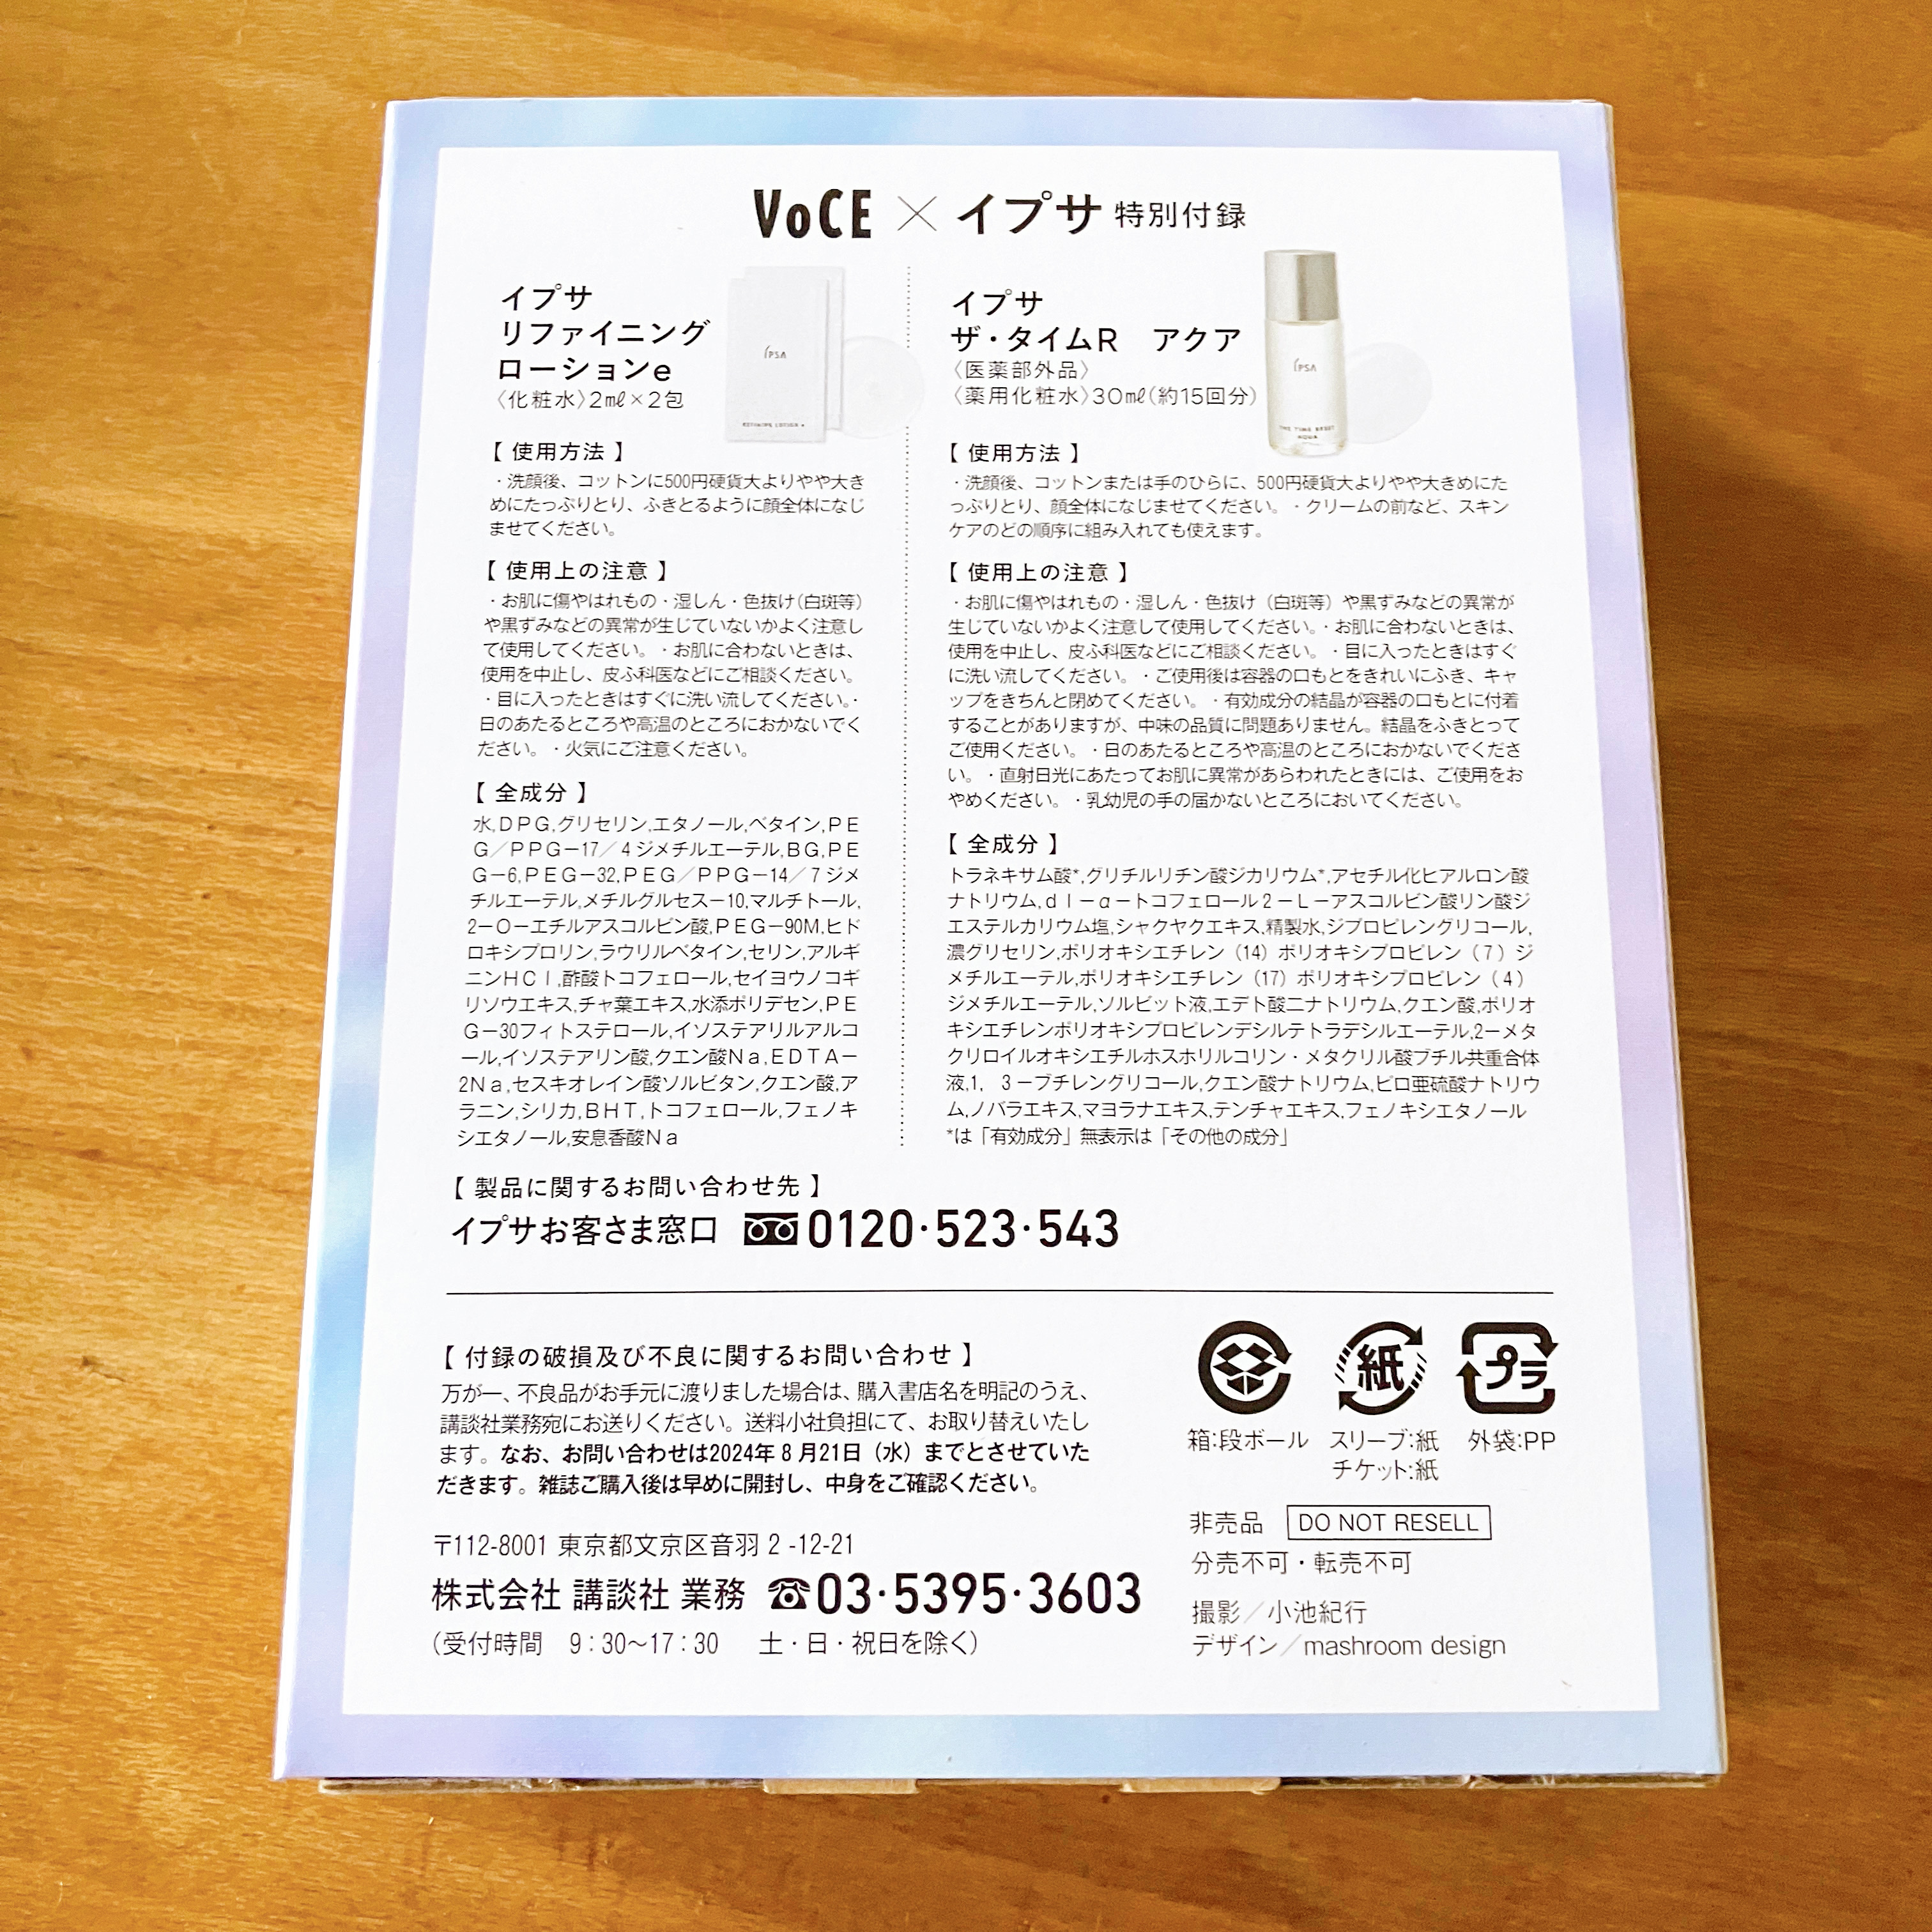 VoCE × イプサ 特別付録
イプサ
リファイニング
ローションe
〈化粧水〉2㎖×2包
IPSA
【 使用方法 】
・洗顔後、コットンに500円硬貨大よりやや大き
めにたっぷりとり、ふきとるように顔全体になじ
ませてください。
【 使用上の注意 】
・お肌に傷やはれもの・湿しん・色抜け(白斑等)
や黒ずみなどの異常が生じていないかよく注意し
て使用してください。・お肌に合わないときは、
使用を中止し、皮ふ科医などにご相談ください。
・目に入ったときはすぐに洗い流してください。・
日のあたるところや高温のところにおかないでく
ださい。・火気にご注意ください。
【 全成分 】
水,DPG,グリセリン,エタノール,ベタイン,PE
G／PPG－17／4ジメチルエーテル,BG,PE
G－6,PEG－32,PEG／PPG－14／7ジメ
チルエーテル,メチルグルセス－10,マルチトール,
2－O－エチルアスコルビン酸,PEG－90M,ヒド
ロキシプロリン,ラウリルベタイン,セリン,アルギ
ニンHCl,酢酸トコフェロール,セイヨウノコギ
リソウエキス,チャ葉エキス,水添ポリデセン,PE
G－30フィトステロール,イソステアリルアルコ
ール,イソステアリン酸,クエン酸Na,EDTA－
2Na,セスキオレイン酸ソルビタン,クエン酸,ア
ラニン,シリカ,BHT,トコフェロール,フェノキ
シエタノール,安息香酸Na
イプサ
ザ・タイムR　アクア
〈医薬部外品〉
〈薬用化粧水〉30㎖(約15回分)
IPSA
THE TIME RESET
AQUA
【 使用方法 】
・洗顔後、コットンまたは手のひらに、500円硬貨大よりやや大きめにた
っぷりとり、顔全体になじませてください。・クリームの前など、スキン
ケアのどの順序に組み入れても使えます。
【 使用上の注意 】
・お肌に傷やはれもの・湿しん・色抜け（白斑等）や黒ずみなどの異常が
生じていないかよく注意して使用してください。・お肌に合わないときは、
使用を中止し、皮ふ科医などにご相談ください。・目に入ったときはすぐ
に洗い流してください。・ご使用後は容器の口もとをきれいにふき、キャ
ップをきちんと閉めてください。・有効成分の結晶が容器の口もとに付着
することがありますが、中味の品質に問題ありません。結晶をふきとって
ご使用ください。・日のあたるところや高温のところにおかないでくださ
い。・直射日光にあたってお肌に異常があらわれたときには、ご使用をお
やめください。・乳幼児の手の届かないところにおいてください。
【 全成分 】
トラネキサム酸*,グリチルリチン酸ジカリウム*,アセチル化ヒアルロン酸
ナトリウム,dl－α－トコフェロール2－L－アスコルビン酸リン酸ジ
エステルカリウム塩,シャクヤクエキス,精製水,ジプロピレングリコール,
濃グリセリン,ポリオキシエチレン（14）ポリオキシプロピレン（7）ジ
メチルエーテル,ポリオキシエチレン（17）ポリオキシプロピレン（4）
ジメチルエーテル,ソルビット液,エデト酸二ナトリウム,クエン酸,ポリオ
キシエチレンポリオキシプロピレンデシルテトラデシルエーテル,2－メタ
クリロイルオキシエチルホスホリルコリン・メタクリル酸ブチル共重合体
液,1，3－ブチレングリコール,クエン酸ナトリウム,ピロ亜硫酸ナトリウ
ム,ノバラエキス,マヨラナエキス,テンチャエキス,フェノキシエタノール
*は「有効成分」無表示は「その他の成分」
【 製品に関するお問い合わせ先 】
イプサお客さま窓口 0120･523･543
【 付録の破損及び不良に関するお問い合わせ 】
万が一、不良品がお手元に渡りました場合は、購入書店名を明記のうえ、
講談社業務宛にお送りください。送料小社負担にて、お取り替えいたし
ます。なお、お問い合わせは2024年8月21日（水）までとさせていた
だきます。雑誌ご購入後は早めに開封し、中身をご確認ください。
〒112-8001 東京都文京区音羽 2 -12-21
株式会社 講談社 業務 ☎03･5395･3603
（受付時間　9：30〜17：30　土・日・祝日を除く）
紙
プラ
箱:段ボール
スリーブ:紙
チケット:紙
外袋:PP
非売品 DO NOT RESELL
分売不可・転売不可
撮影／小池紀行
デザイン／mashroom design